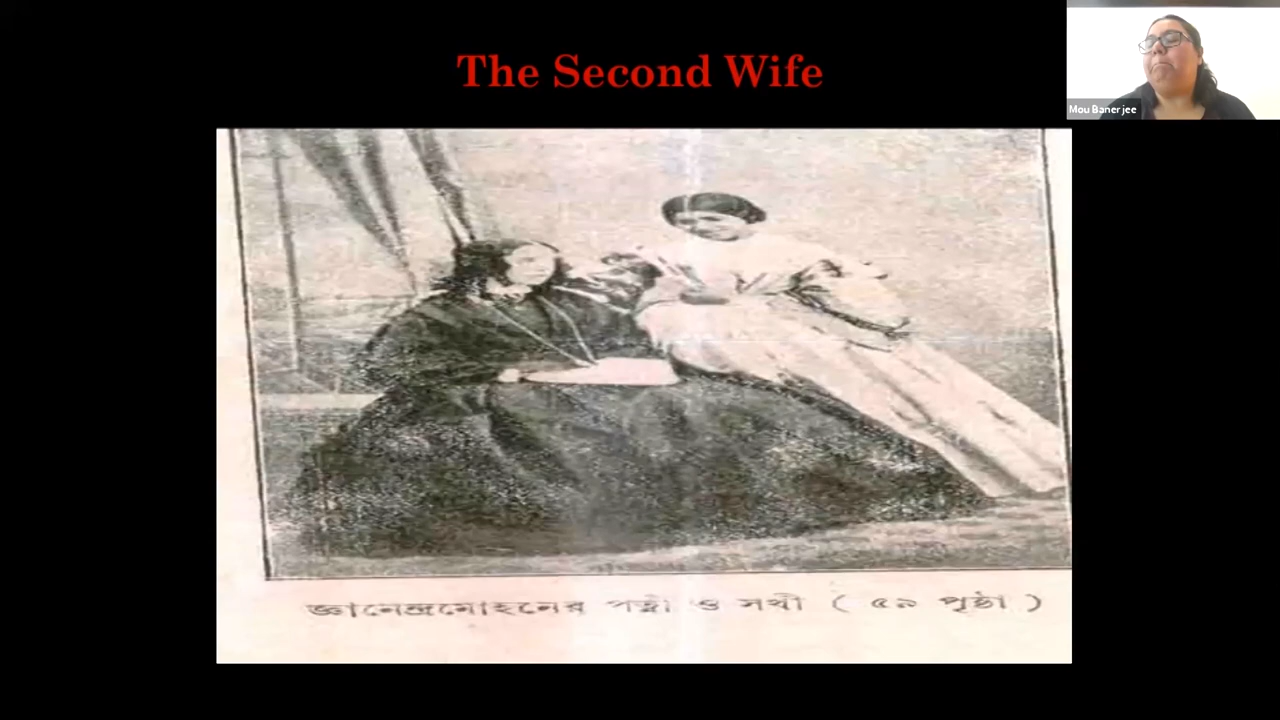 The Second Wife
Mou Banerjee
জ্ঞানেন্দ্রমোহনের পত্নী ও সখী ( ৫৯ পৃষ্ঠা )